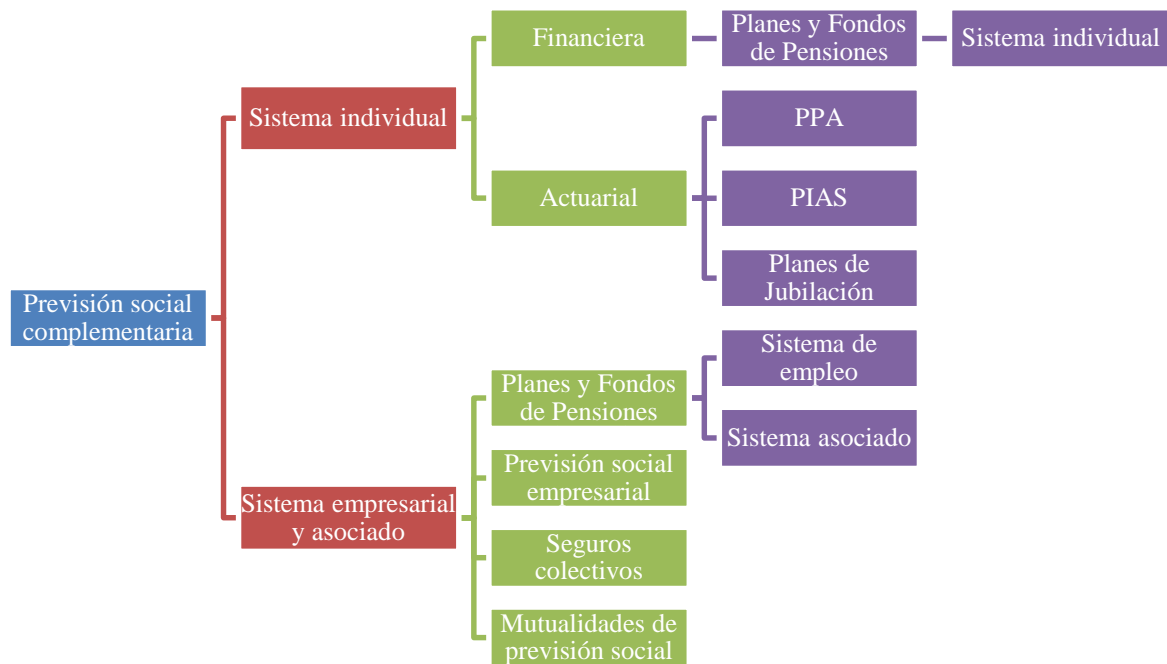 Previsión social
complementaria
Sistema individual
Financiera
Planes y Fondos
de Pensiones
Sistema individual
Actuarial
PPA
PIAS
Planes de
Jubilación
Sistema empresarial
y asociado
Planes y Fondos
de Pensiones
Sistema de
empleo
Sistema asociado
Previsión social
empresarial
Seguros
colectivos
Mutualidades de
previsión social